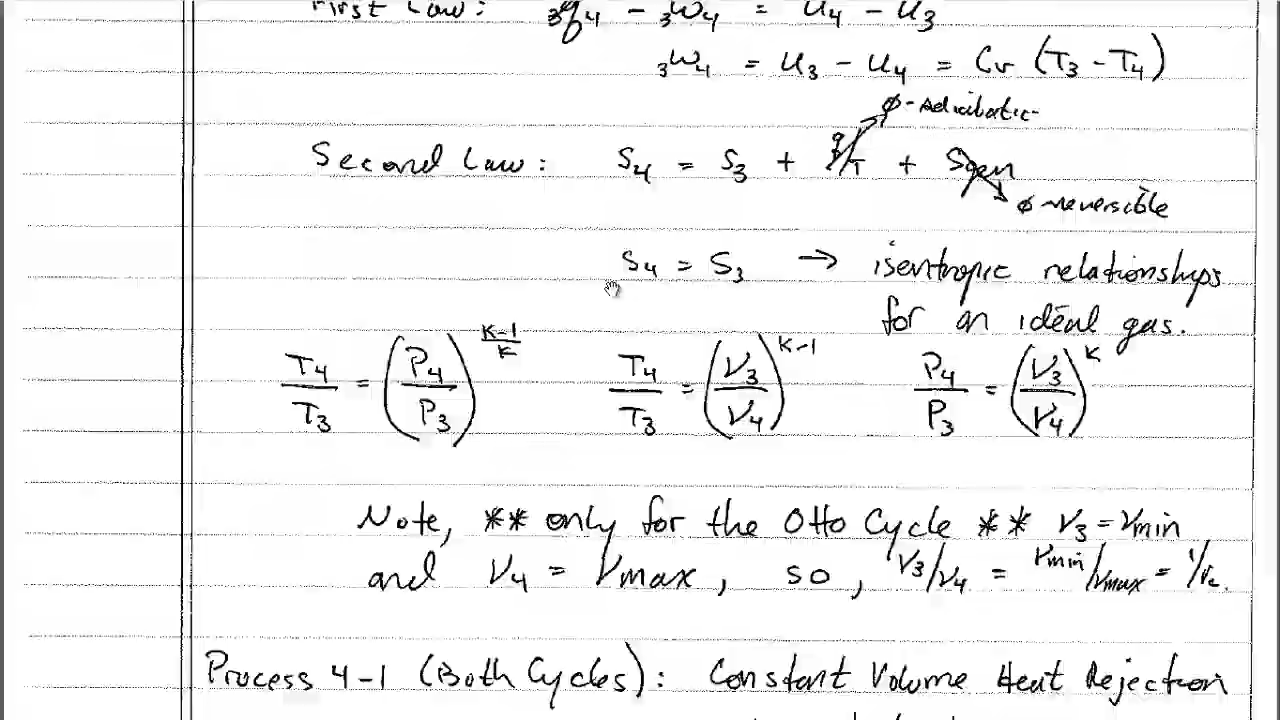 First Law: 3q4 - 3w4 = u4 - u3
3w4 = u3 - u4 = Cv (T3 - T4)
ø - adiabatic
Second Law: S4 = S3 + q/T + Sgen
ø reversible
S4 = S3 → isentropic relationships
for an ideal gas.
T4/T3 = (P4/P3)^(K-1)/K T4/T3 = (V3/V4)^K-1 P4/P3 = (V3/V4)^K
Note, ** only for the Otto Cycle ** V3 = Vmin
and V4 = Vmax, so, V3/V4 = Vmin/Vmax = 1/rc.
Process 4-1 (Both Cycles): Constant Volume Heat Rejection